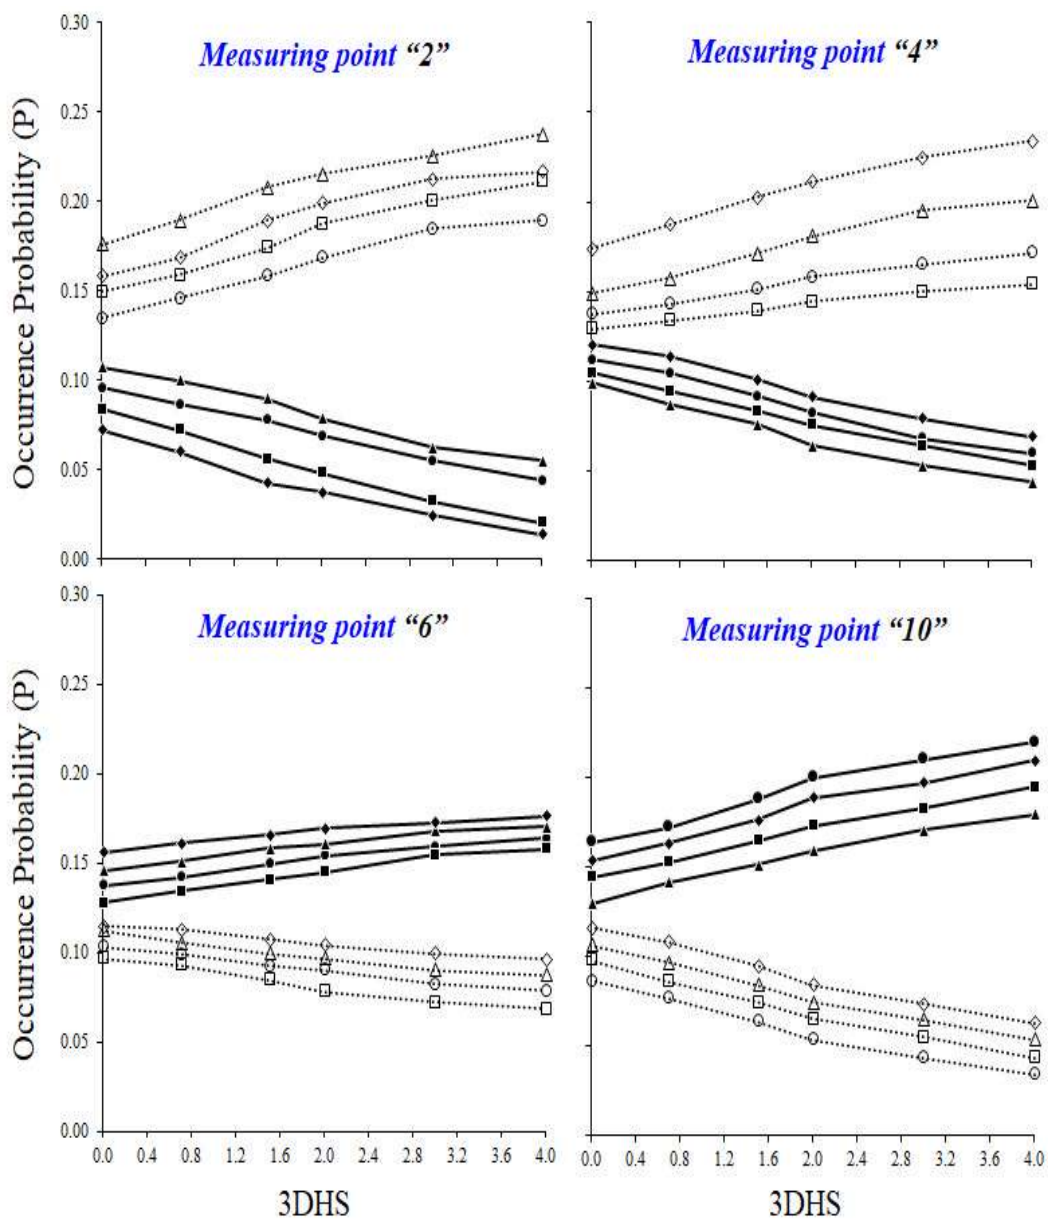 Measuring point “2”
Occurrence Probability (P)
0.30
0.25
0.20
0.15
0.10
0.05
0.00
Measuring point “4”
Measuring point “6”
Occurrence Probability (P)
0.30
0.25
0.20
0.15
0.10
0.05
0.00
0.0 0.4 0.8 1.2 1.6 2.0 2.4 2.8 3.2 3.6 4.0
3DHS
Measuring point “10”
0.0 0.4 0.8 1.2 1.6 2.0 2.4 2.8 3.2 3.6 4.0
3DHS